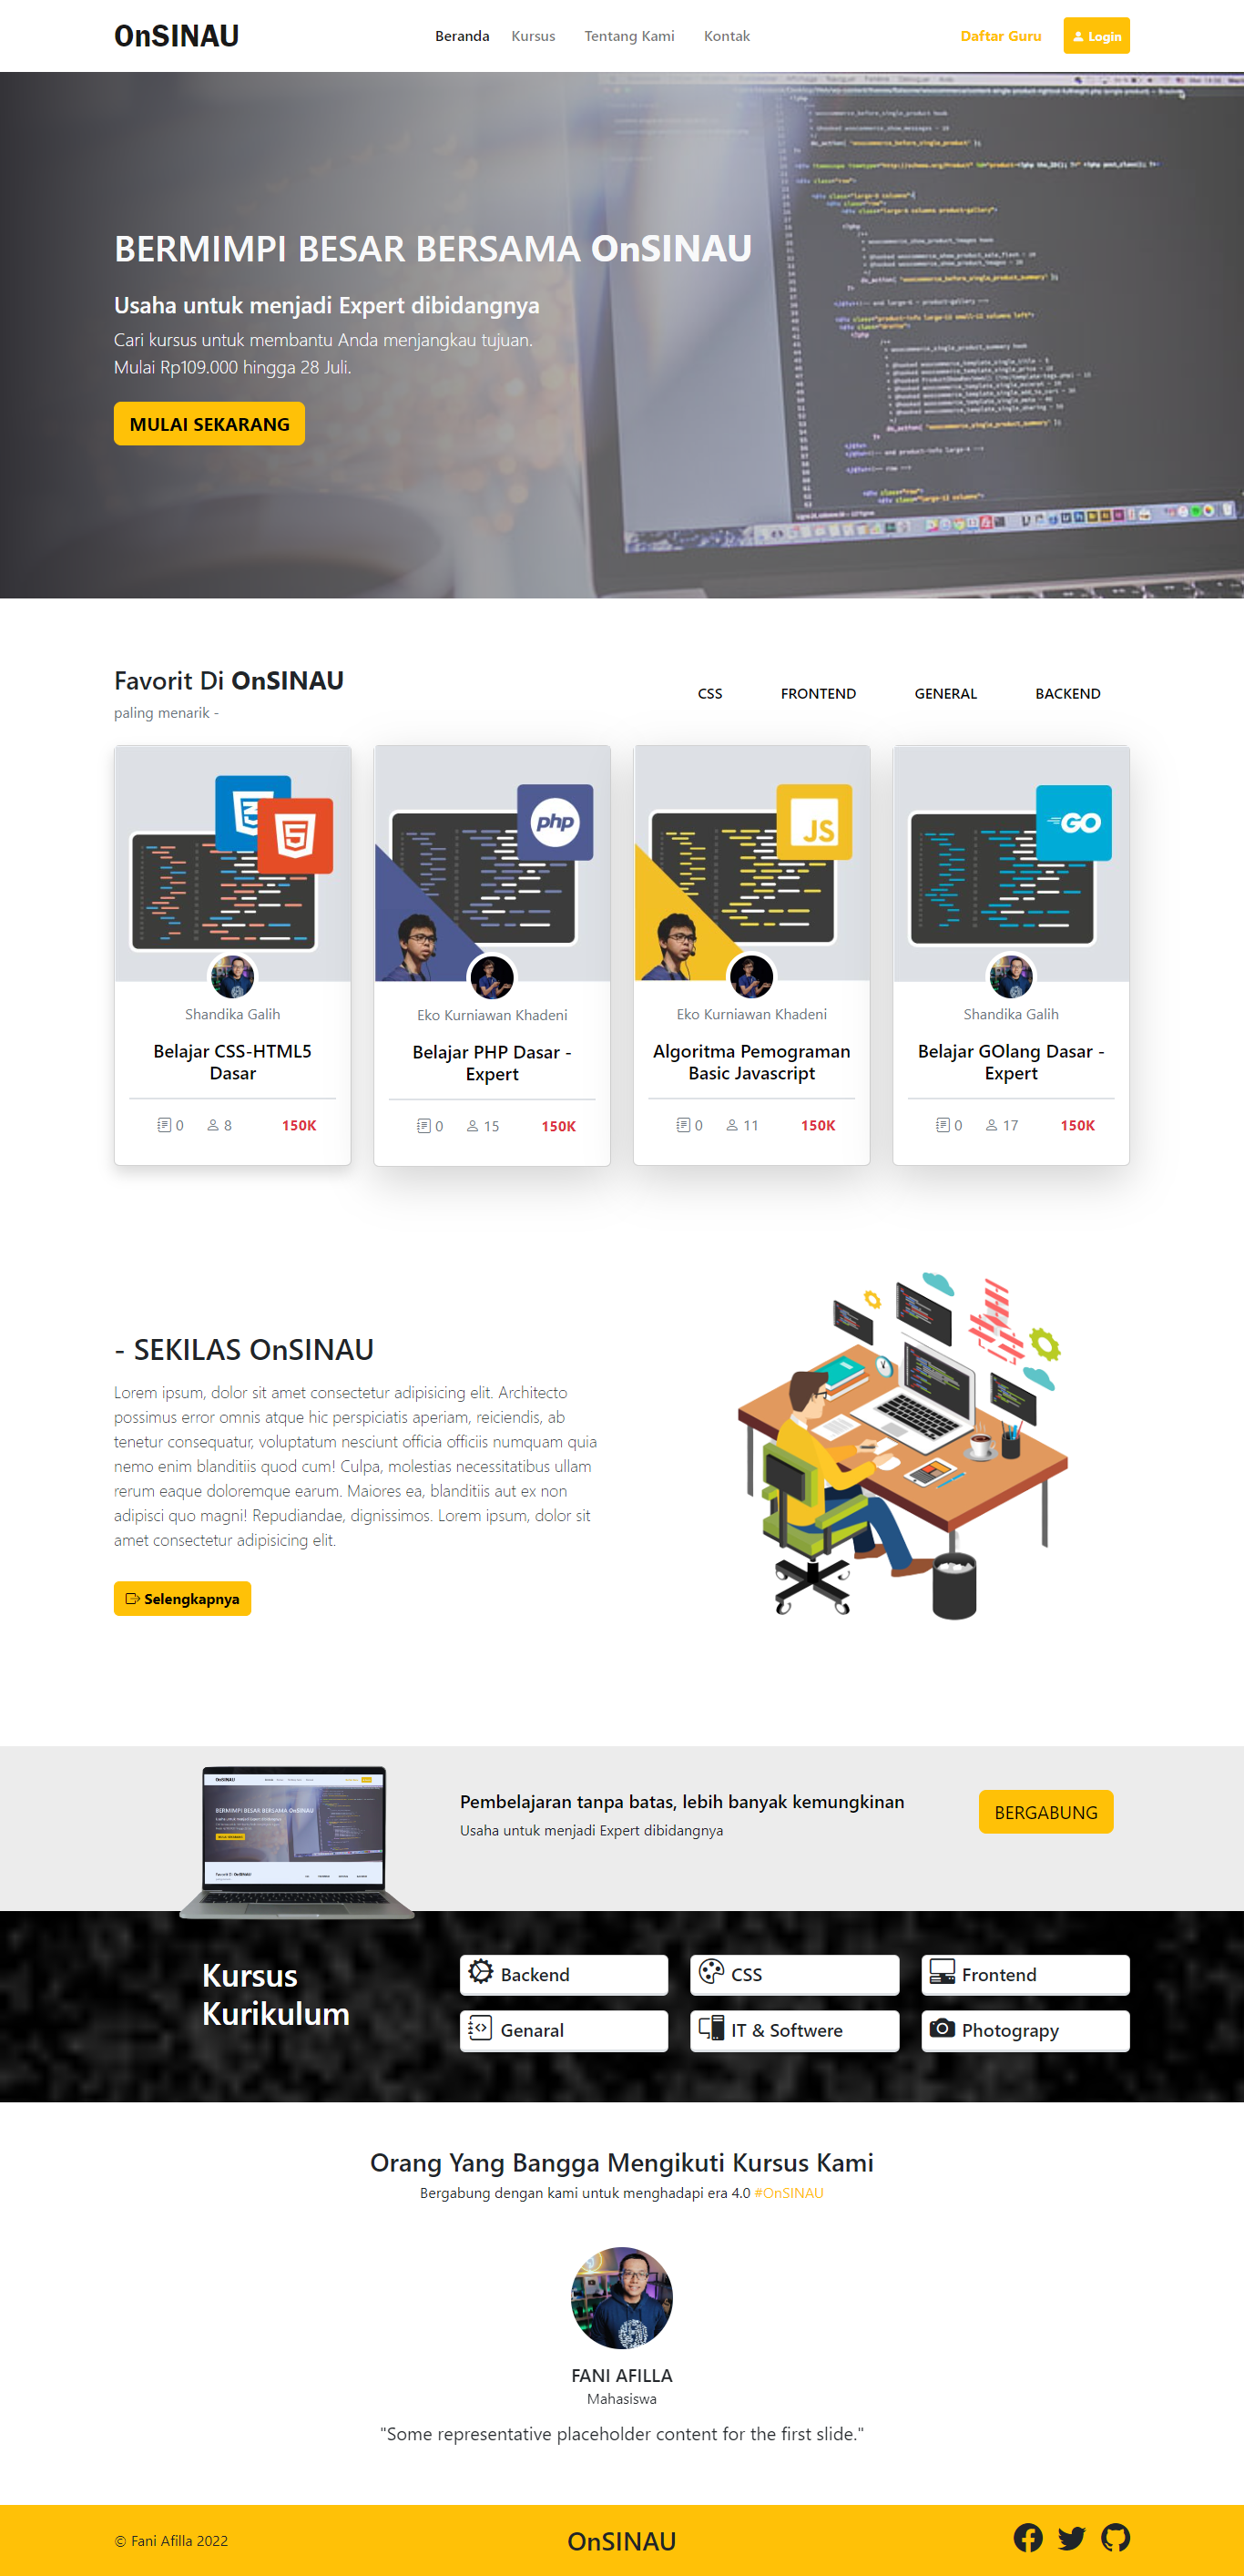 OnSINAU
Beranda
Kursus
Tentang Kami
Kontak
Daftar Guru
Login
BERMIMPI BESAR BERSAMA OnSINAU
Usaha untuk menjadi Expert dibidangnya
Cari kursus untuk membantu Anda menjangkau tujuan.
Mulai Rp109.000 hingga 28 Juli.
MULAI SEKARANG
Favorit Di OnSINAU
paling menarik -
CSS
FRONTEND
GENERAL
BACKEND
5
php
JS
GO
Shandika Galih
Belajar CSS-HTML5
Dasar
0
8
150K
Eko Kurniawan Khadeni
Belajar PHP Dasar -
Expert
0
15
150K
Eko Kurniawan Khadeni
Algoritma Pemograman
Basic Javascript
0
11
150K
Shandika Galih
Belajar GOlang Dasar -
Expert
0
17
150K
- SEKILAS OnSINAU
Lorem ipsum, dolor sit amet consectetur adipisicing elit. Architecto
possimus error omnis atque hic perspiciatis aperiam, reiciendis, ab
tenetur consequatur, voluptatum nesciunt officia officiis numquam quia
nemo enim blanditiis quod cum! Culpa, molestias necessitatibus ullam
rerum eaque doloremque earum. Maiores ea, blanditiis aut ex non
adipisci quo magni! Repudiandae, dignissimos. Lorem ipsum, dolor sit
amet consectetur adipisicing elit.
Selengkapnya
OnSINAU
BERMIMPI BESAR BERSAMA OnSINAU
Pembelajaran tanpa batas, lebih banyak kemungkinan
Usaha untuk menjadi Expert dibidangnya
BERGABUNG
Kursus
Kurikulum
Backend
CSS
Frontend
Genaral
IT & Softwere
Photograpy
Orang Yang Bangga Mengikuti Kursus Kami
Bergabung dengan kami untuk menghadapi era 4.0 #OnSINAU
FANI AFILLA
Mahasiswa
"Some representative placeholder content for the first slide."
© Fani Afilla 2022
OnSINAU